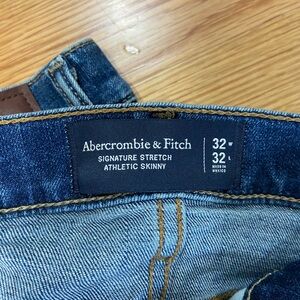 Abercrombie & Fitch
SIGNATURE STRETCH
ATHLETIC SKINNY
32 W
32 L
MADE IN
MEXICO